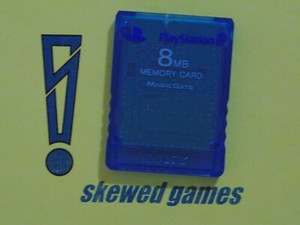 PlayStation 2
8MB
MEMORY CARD
MAGICGATE
skewed games